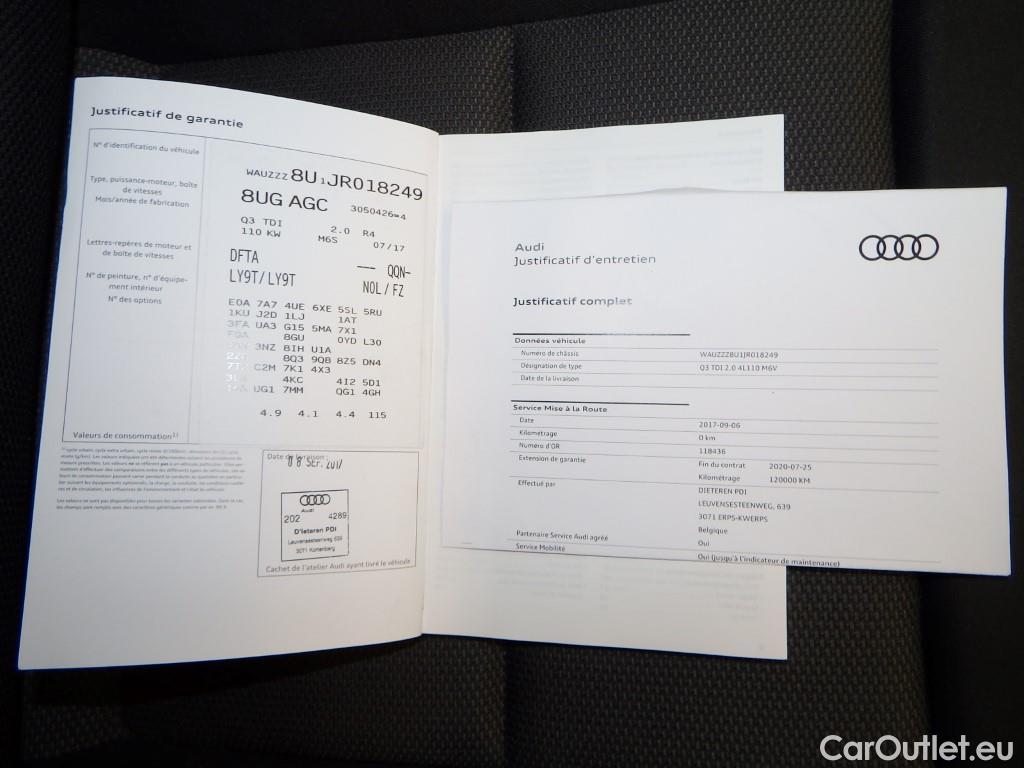 Justificatif de garantie
N° d'identification du véhicule
WAUZZZ 8U 1 JR018249
Type, puissance-moteur, boîte
de vitesses
Mois/année de fabrication
8UG AGC 3050426=4
Q3 TDI 2.0 R4
110 KW M6S 07/17
Lettres-repères de moteur et
de boîte de vitesses
DFTA --- QQN-
N° de peinture, n° d'équipe-
ment intérieur
LY9T/LY9T N0L / FZ
N° des options
E0A 7A7 4UE 6XE 5SL 5RU
1KU J2D 1LJ 1AT
3FA UA3 G15 5MA 7X1
8GU 0YD L30
3NZ 8IH U1A
8Q3 9Q8 8Z5 DN4
C2M 7K1 4X3
4KC 4I2 5D1
UG1 7MM QG1 4GH
4.9 4.1 4.4 115
Valeurs de consommation1)
Date de livraison :
08 SEP. 2017
Audi
202 4289
D'Ieteren PDI
Leuvensesteenweg 639
3071 Kortenberg
Cachet de l'atelier Audi ayant livré le véhicule
Audi
Justificatif d'entretien
Justificatif complet
Données véhicule
Numéro de châssis WAUZZZ8U1JR018249
Désignation de type Q3 TDI 2.0 4L110 M6V
Date de la livraison
Service Mise à la Route
Date 2017-09-06
Kilométrage 0 km
Numéro d'OR 118436
Extension de garantie Fin du contrat 2020-07-25
Kilométrage 120000 KM
Effectué par DIETEREN PDI
LEUVENSESTEENWEG, 639
3071 ERPS-KWERPS
Belgique
Partenaire Service Audi agréé Oui
Service Mobilité Oui (jusqu'à l'indicateur de maintenance)
CarOutlet.eu